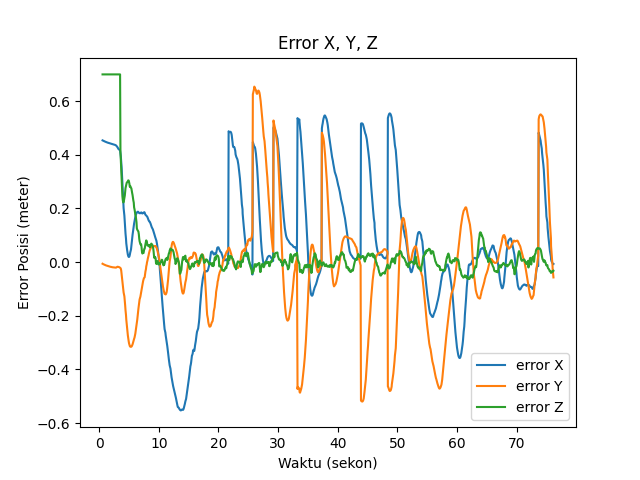 Error X, Y, Z
0.6
0.4
0.2
0.0
−0.2
−0.4
−0.6
Error Posisi (meter)
error X
error Y
error Z
0 10 20 30 40 50 60 70
Waktu (sekon)